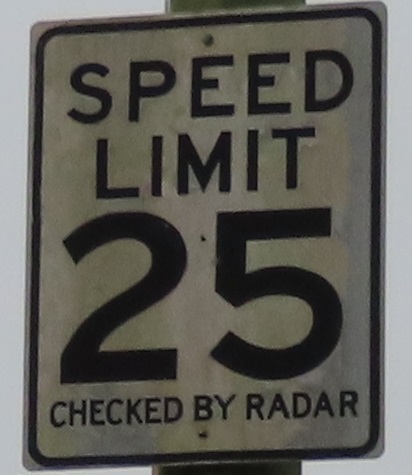 SPEED
LIMIT
25
CHECKED BY RADAR